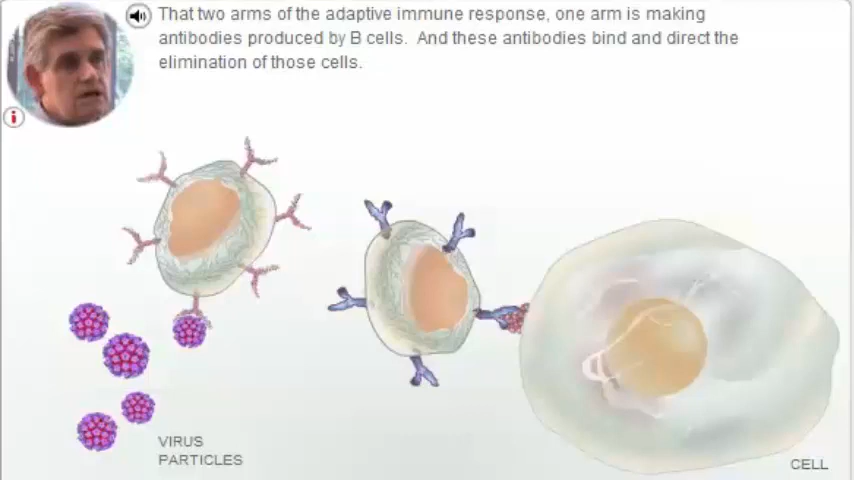 That two arms of the adaptive immune response, one arm is making
antibodies produced by B cells.  And these antibodies bind and direct the
elimination of those cells.
i
VIRUS
PARTICLES
CELL